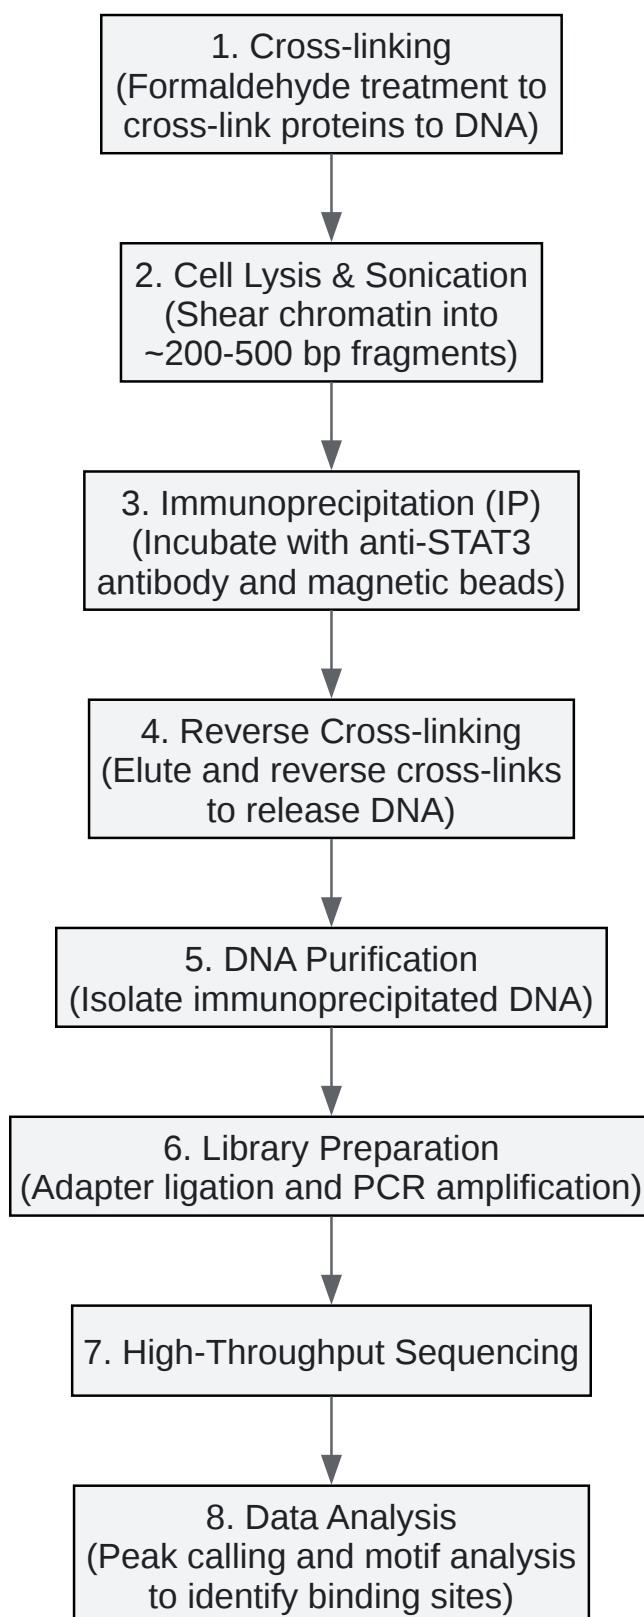 1. Cross-linking
(Formaldehyde treatment to
cross-link proteins to DNA)
2. Cell Lysis & Sonication
(Shear chromatin into
~200-500 bp fragments)
3. Immunoprecipitation (IP)
(Incubate with anti-STAT3
antibody and magnetic beads)
4. Reverse Cross-linking
(Elute and reverse cross-links
to release DNA)
5. DNA Purification
(Isolate immunoprecipitated DNA)
6. Library Preparation
(Adapter ligation and PCR amplification)
7. High-Throughput Sequencing
8. Data Analysis
(Peak calling and motif analysis
to identify binding sites)